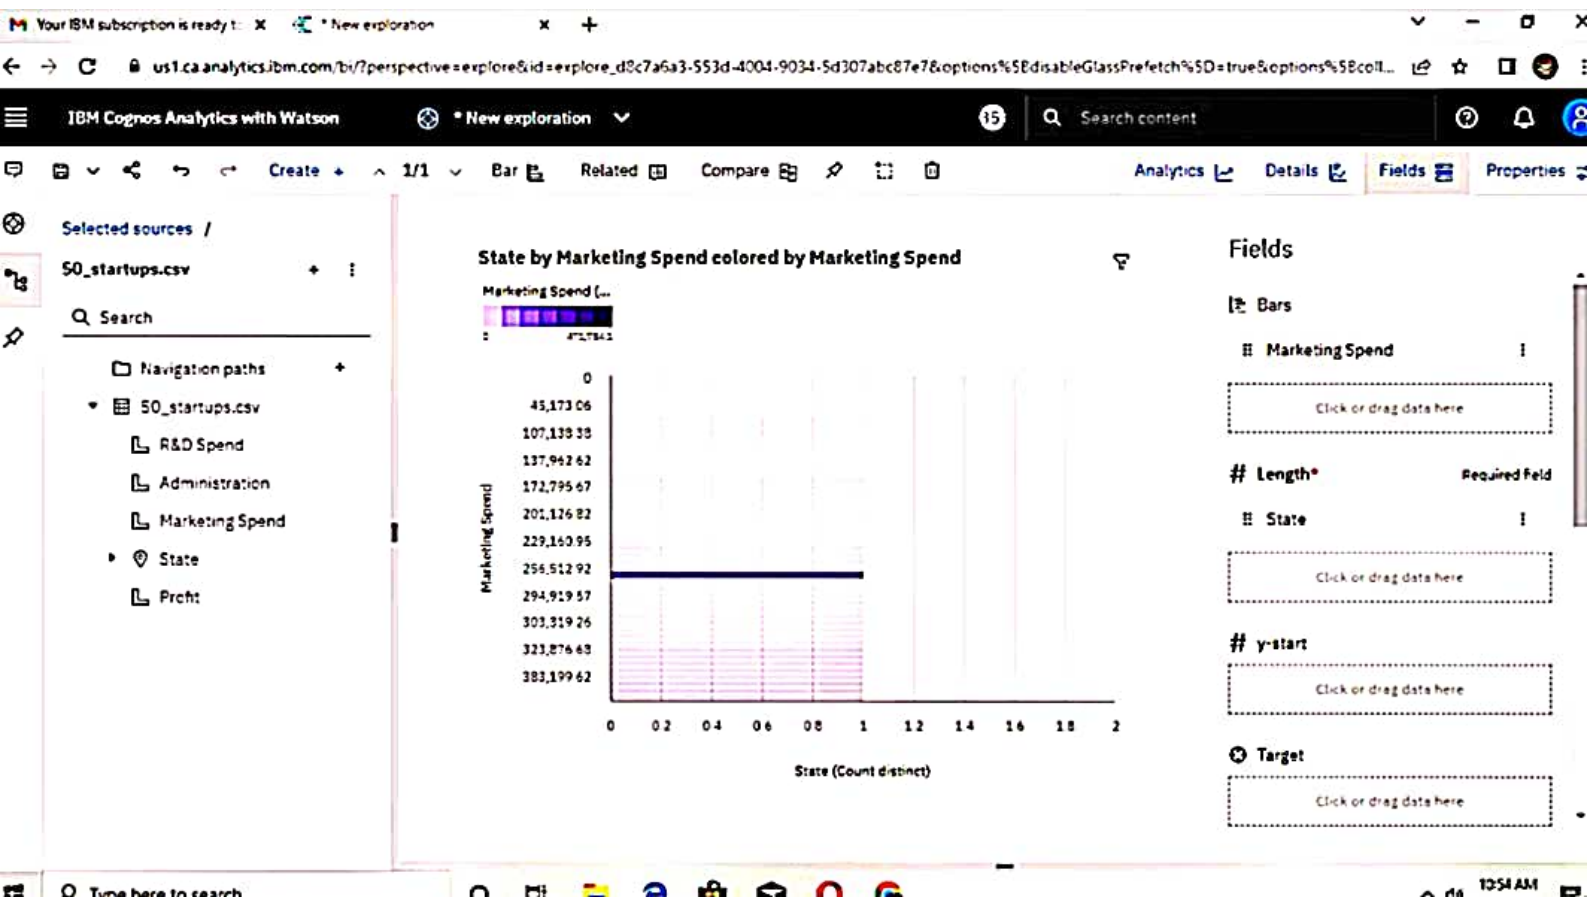 Your IBM subscription is ready t
* New exploration
us1.ca.analytics.ibm.com/bi/?perspective=explore&id=explore_d8c7a6a3-553d-4004-9034-5d307abc87e7&options%5BdisableGlassPrefetch%5D=true&options%5Bcoll...
IBM Cognos Analytics with Watson
* New exploration
15
Search content
Create
1/1
Bar
Related
Compare
Analytics
Details
Fields
Properties
Selected sources /
50_startups.csv
Search
Navigation paths
50_startups.csv
R&D Spend
Administration
Marketing Spend
State
Profit
State by Marketing Spend colored by Marketing Spend
Marketing Spend (...
0
Marketing Spend
0
45,173.06
107,138.38
137,962.62
172,795.67
201,126.82
229,160.95
256,512.92
294,919.57
303,319.26
323,876.68
383,199.62
0 0.2 0.4 0.6 0.8 1 1.2 1.4 1.6 1.8 2
State (Count distinct)
Fields
Bars
Marketing Spend
Click or drag data here
# Length*
Required field
State
Click or drag data here
# y-start
Click or drag data here
Target
Click or drag data here
Type here to search
10:54 AM